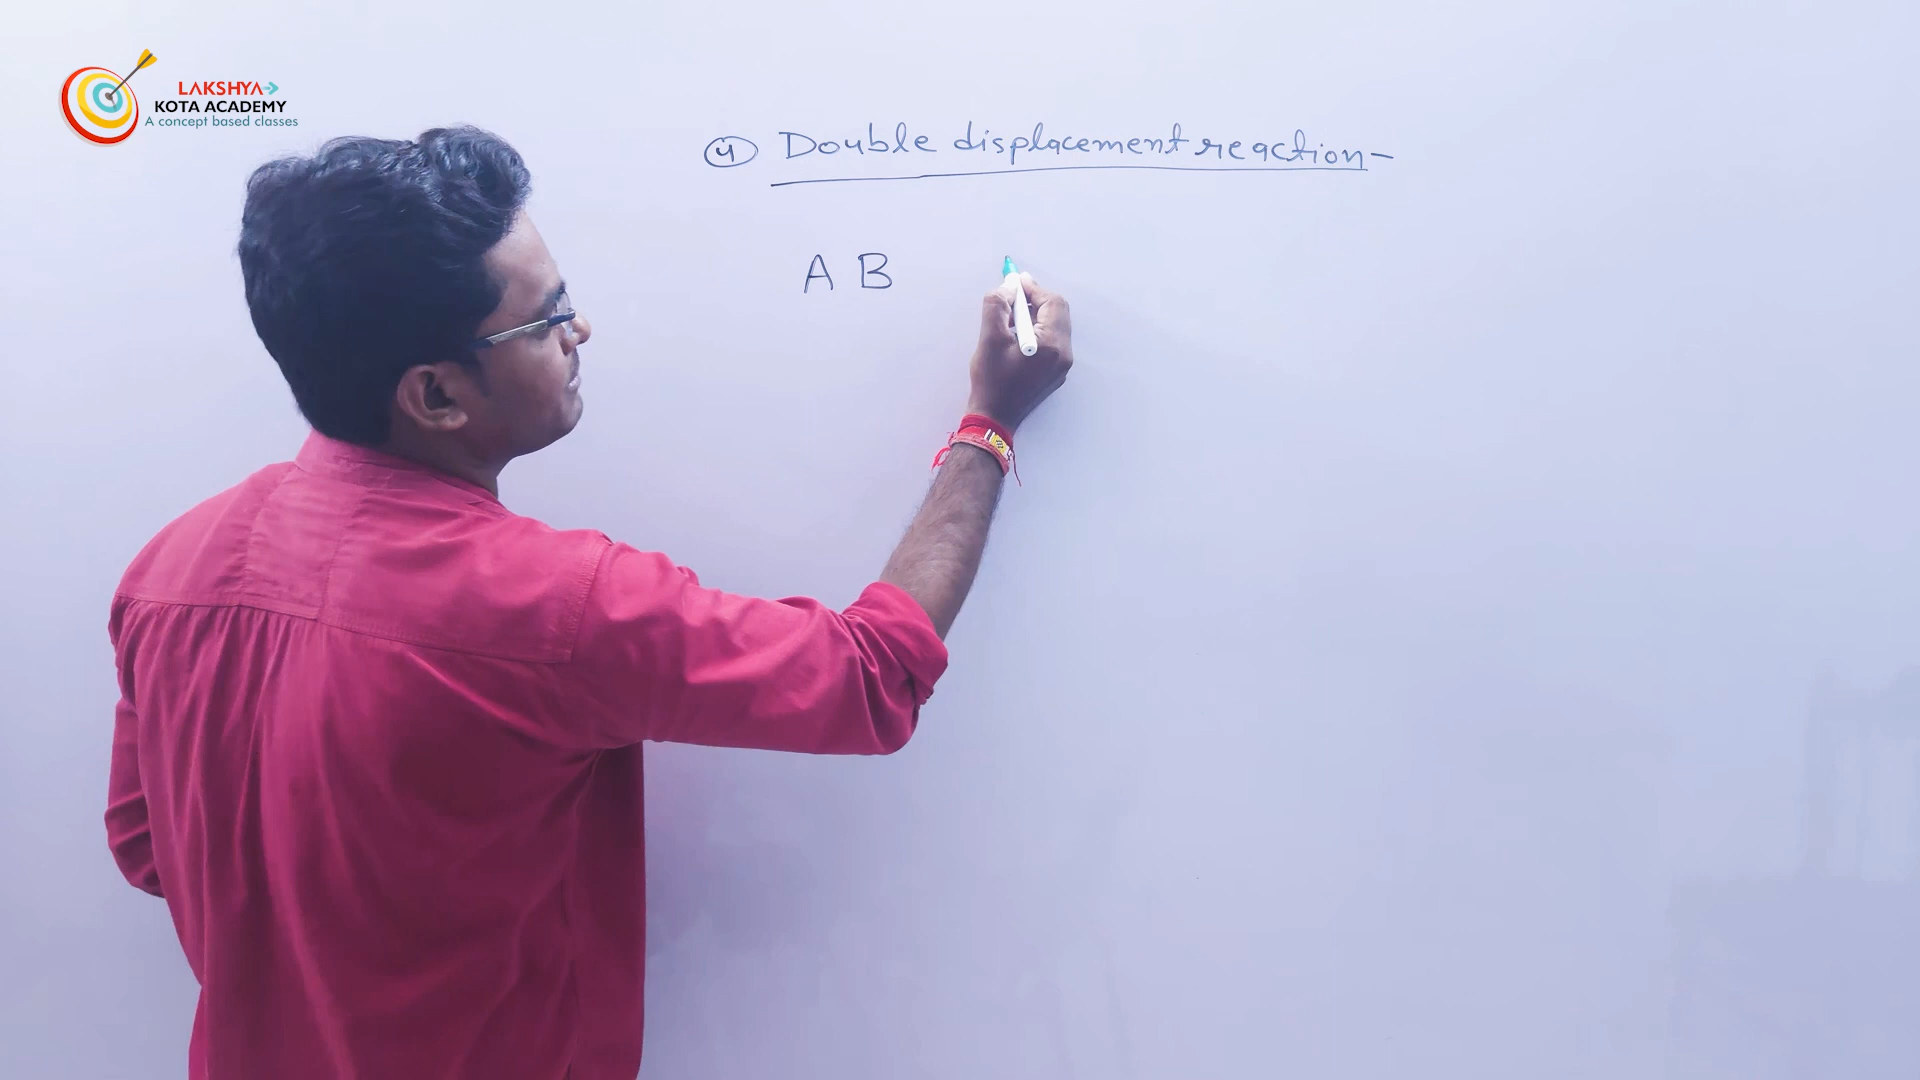 LAKSHYA
KOTA ACADEMY
A concept based classes
4 Double displacement reaction-
A B